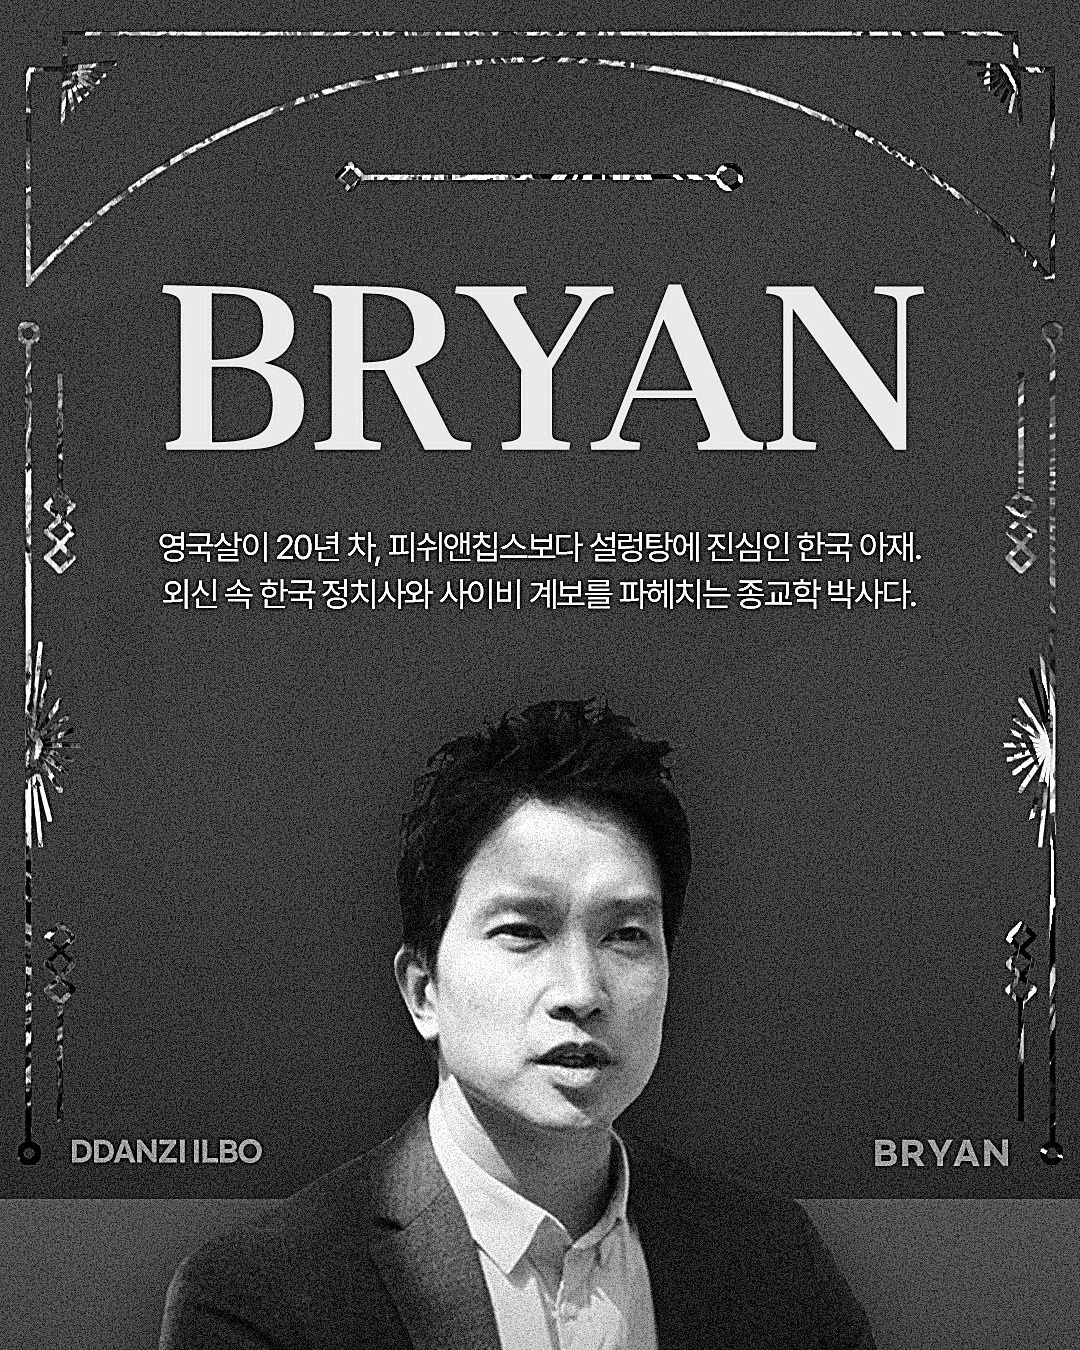 BRYAN
영국살이 20년 차, 피쉬앤칩스보다 설렁탕에 진심인 한국 아재.
외신 속 한국 정치사와 사이비 계보를 파헤치는 종교학 박사다.
DDANZI ILBO
BRYAN